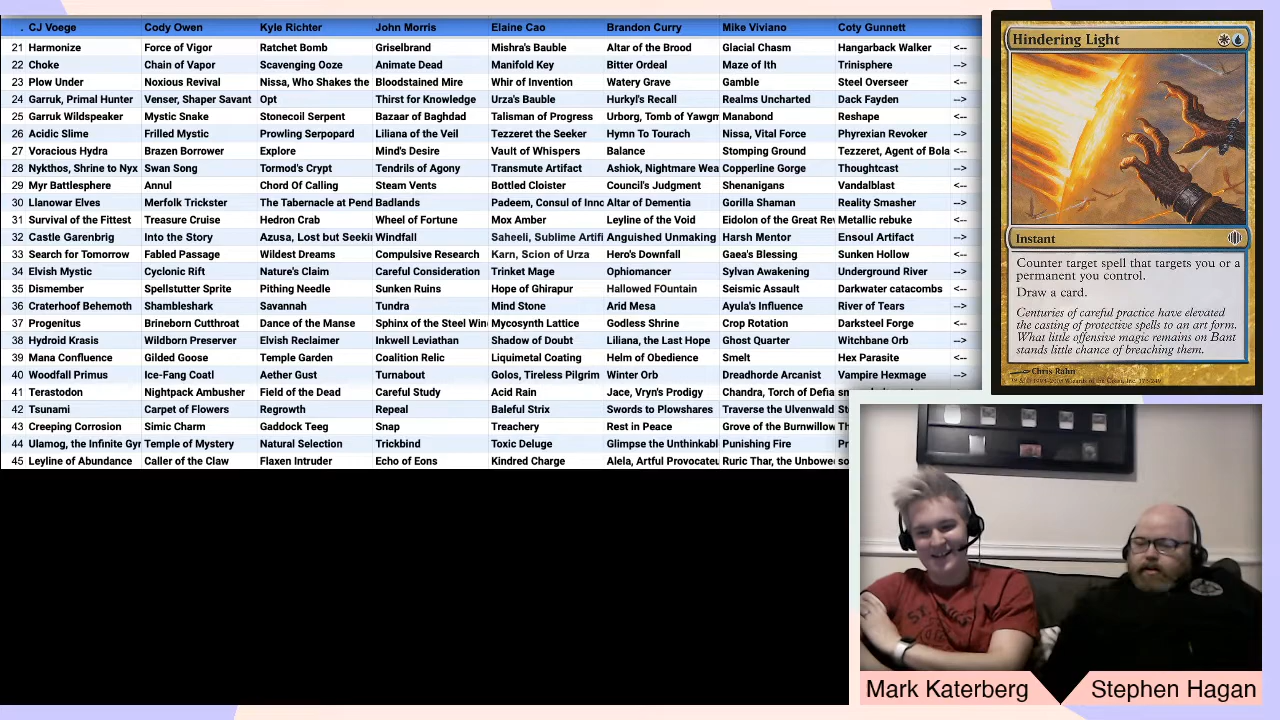 . CJ Voege Cody Owen Kyle Richter John Morris Elaine Cao Brandon Curry Mike Viviano Coty Gunnett
21 Harmonize Force of Vigor Ratchet Bomb Griselbrand Mishra's Bauble Altar of the Brood Glacial Chasm Hangarback Walker <--
22 Choke Chain of Vapor Scavenging Ooze Animate Dead Manifold Key Bitter Ordeal Maze of Ith Trinisphere -->
23 Plow Under Noxious Revival Nissa, Who Shakes the Bloodstained Mire Whir of Invention Watery Grave Gamble Steel Overseer <--
24 Garruk, Primal Hunter Venser, Shaper Savant Opt Thirst for Knowledge Urza's Bauble Hurkyl's Recall Realms Uncharted Dack Fayden -->
25 Garruk Wildspeaker Mystic Snake Stonecoil Serpent Bazaar of Baghdad Talisman of Progress Urborg, Tomb of Yawgm Manabond Reshape <--
26 Acidic Slime Frilled Mystic Prowling Serpopard Liliana of the Veil Tezzeret the Seeker Hymn To Tourach Nissa, Vital Force Phyrexian Revoker -->
27 Voracious Hydra Brazen Borrower Explore Mind's Desire Vault of Whispers Balance Stomping Ground Tezzeret, Agent of Bola <--
28 Nykthos, Shrine to Nyx Swan Song Tormod's Crypt Tendrils of Agony Transmute Artifact Ashiok, Nightmare Wea Copperline Gorge Thoughtcast -->
29 Myr Battlesphere Annul Chord Of Calling Steam Vents Bottled Cloister Council's Judgment Shenanigans Vandalblast <--
30 Llanowar Elves Merfolk Trickster The Tabernacle at Pend Badlands Padeem, Consul of Inno Altar of Dementia Gorilla Shaman Reality Smasher -->
31 Survival of the Fittest Treasure Cruise Hedron Crab Wheel of Fortune Mox Amber Leyline of the Void Eidolon of the Great Rev Metallic rebuke <--
32 Castle Garenbrig Into the Story Azusa, Lost but Seekin Windfall Saheeli, Sublime Artifi Anguished Unmaking Harsh Mentor Ensoul Artifact -->
33 Search for Tomorrow Fabled Passage Wildest Dreams Compulsive Research Karn, Scion of Urza Hero's Downfall Gaea's Blessing Sunken Hollow <--
34 Elvish Mystic Cyclonic Rift Nature's Claim Careful Consideration Trinket Mage Ophiomancer Sylvan Awakening Underground River -->
35 Dismember Spellstutter Sprite Pithing Needle Sunken Ruins Hope of Ghirapur Hallowed FOuntain Seismic Assault Darkwater catacombs <--
36 Craterhoof Behemoth Shambleshark Savannah Tundra Mind Stone Arid Mesa Ayula's Influence River of Tears -->
37 Progenitus Brineborn Cutthroat Dance of the Manse Sphinx of the Steel Win Mycosynth Lattice Godless Shrine Crop Rotation Darksteel Forge <--
38 Hydroid Krasis Wildborn Preserver Elvish Reclaimer Inkwell Leviathan Shadow of Doubt Liliana, the Last Hope Ghost Quarter Witchbane Orb -->
39 Mana Confluence Gilded Goose Temple Garden Coalition Relic Liquimetal Coating Helm of Obedience Smelt Hex Parasite <--
40 Woodfall Primus Ice-Fang Coatl Aether Gust Turnabout Golos, Tireless Pilgrim Winter Orb Dreadhorde Arcanist Vampire Hexmage -->
41 Terastodon Nightpack Ambusher Field of the Dead Careful Study Acid Rain Jace, Vryn's Prodigy Chandra, Torch of Defia
42 Tsunami Carpet of Flowers Regrowth Repeal Baleful Strix Swords to Plowshares Traverse the Ulvenwald
43 Creeping Corrosion Simic Charm Gaddock Teeg Snap Treachery Rest in Peace Grove of the Burnwillow
44 Ulamog, the Infinite Gyr Temple of Mystery Natural Selection Trickbind Toxic Deluge Glimpse the Unthinkabl Punishing Fire
45 Leyline of Abundance Caller of the Claw Flaxen Intruder Echo of Eons Kindred Charge Alela, Artful Provocateu Ruric Thar, the Unbowe
Hindering Light
Instant
Counter target spell that targets you or a
permanent you control.
Draw a card.
Centuries of careful practice have elevated
the casting of protective spells to an art form.
What little offensive magic remains on Bant
stands little chance of breaching them.
Chris Rahn
Mark Katerberg
Stephen Hagan